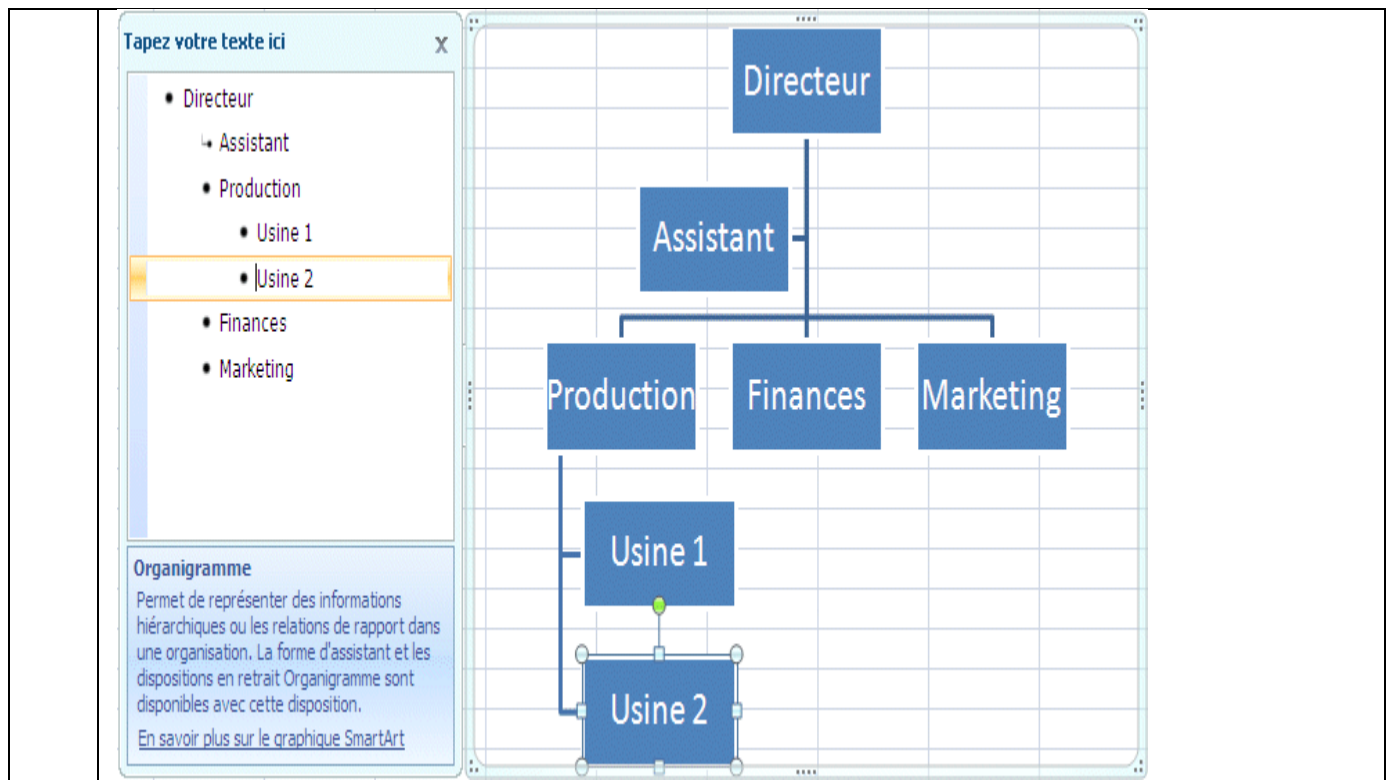 Tapez votre texte ici
X
Directeur
Assistant
Production
Usine 1
Usine 2
Finances
Marketing
Organigramme
Permet de représenter des informations
hiérarchiques ou les relations de rapport dans
une organisation. La forme d'assistant et les
dispositions en retrait Organigramme sont
disponibles avec cette disposition.
En savoir plus sur le graphique SmartArt
Directeur
Assistant
Production Finances Marketing
Usine 1
Usine 2